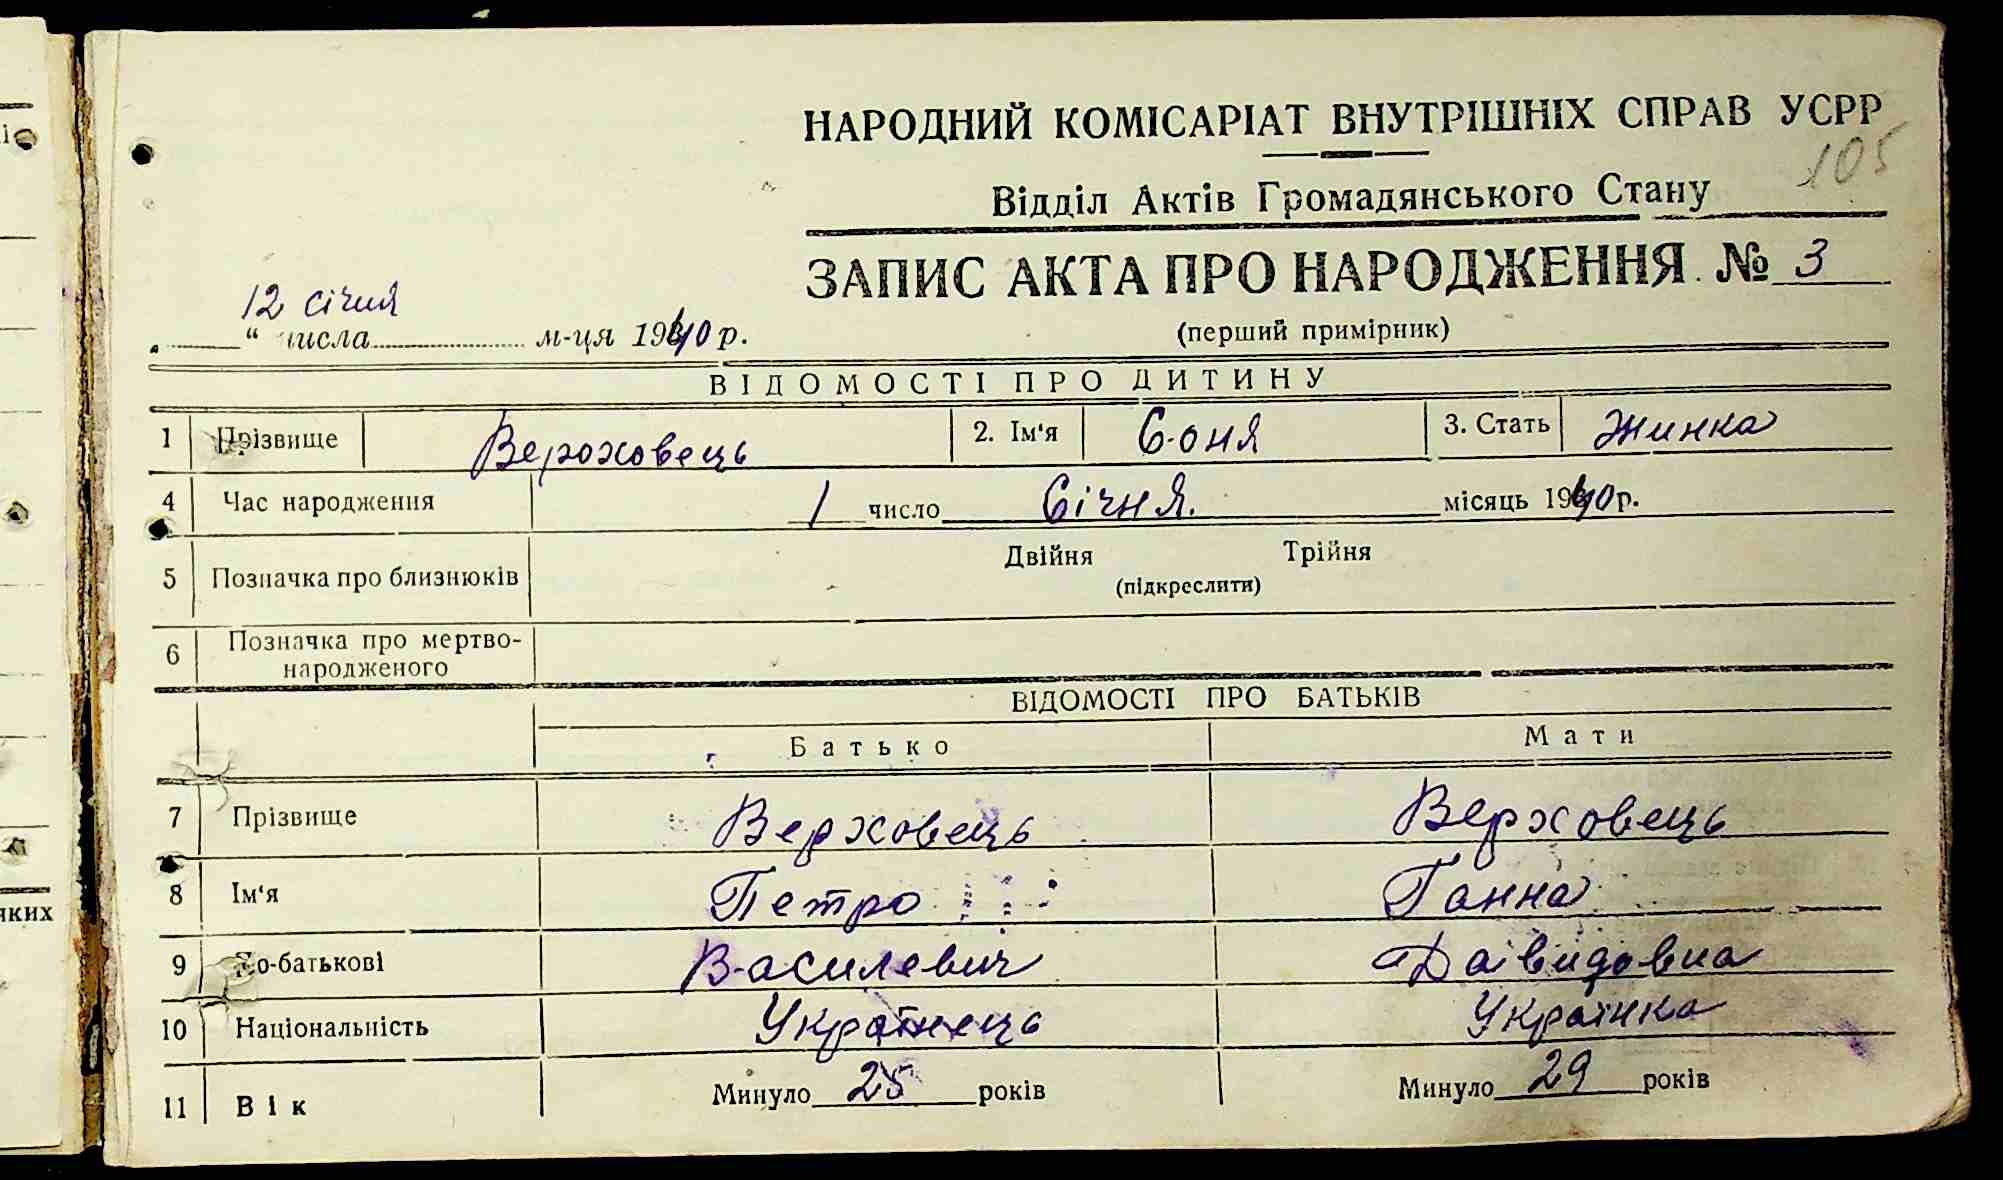 НАРОДНИЙ КОМІСАРІАТ ВНУТРІШНІХ СПРАВ УСРР
105
Відділ Актів Громадянського Стану
ЗАПИС АКТА ПРО НАРОДЖЕННЯ № 3
12 січня
„ “ числа м-ця 1940 р.
(перший примірник)
ВІДОМОСТІ ПРО ДИТИНУ
1 Прізвище Верховець 2. Ім‘я Соня 3. Стать Жинка
4 Час народження 1 число Січня. місяць 1940 р.
5 Позначка про близнюків Двійня Трійня
(підкреслити)
6 Позначка про мертво-
народженого
ВІДОМОСТІ ПРО БАТЬКІВ
Батько Мати
7 Прізвище Верховець Верховець
8 Ім‘я Петро Ганна
9 По-батькові Василевич Даівидовна
10 Національність Українець Українка
11 Вік Минуло 25 років Минуло 29 років
яких